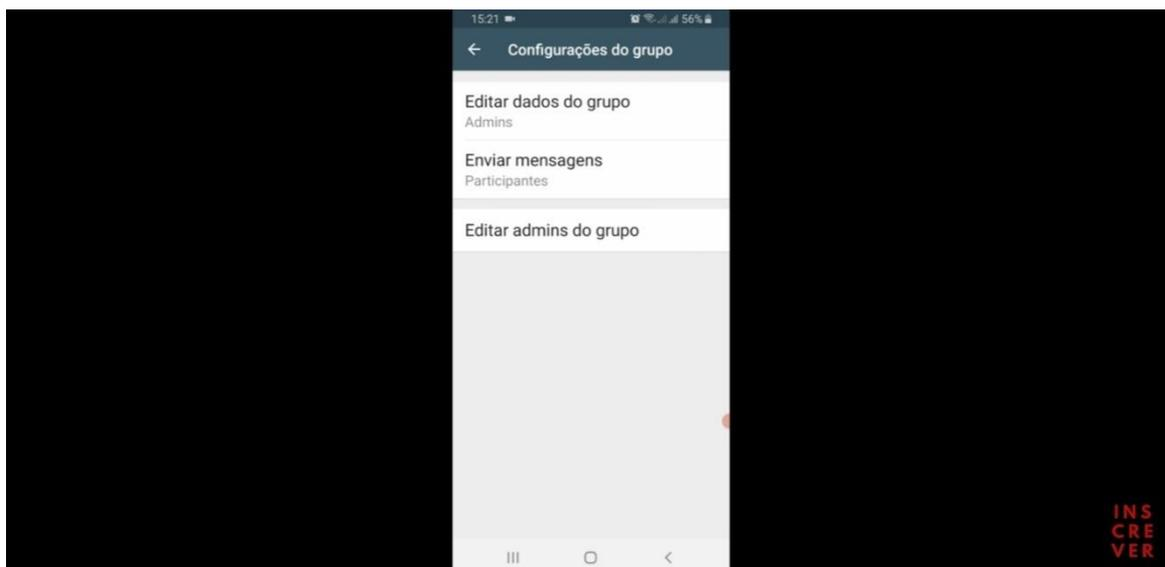 15:21 56%
Configurações do grupo
Editar dados do grupo
Admins
Enviar mensagens
Participantes
Editar admins do grupo
INS
CRE
VER